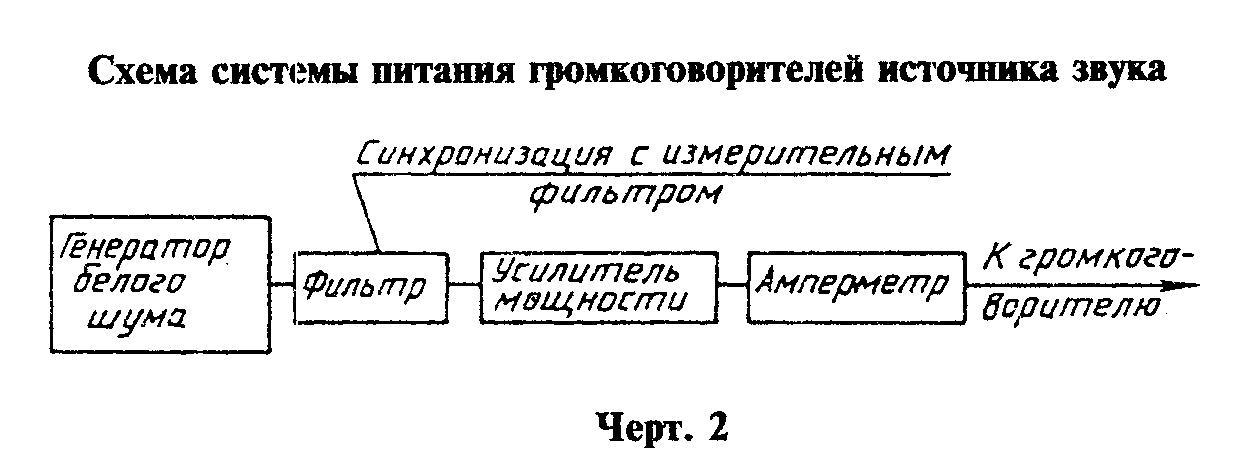 Схема системы питания громкоговорителей источника звука
Синхронизация с измерительным
фильтром
Генератор
белого
шума
Фильтр
Усилитель
мощности
Амперметр
К громкого-
ворителю
Черт. 2